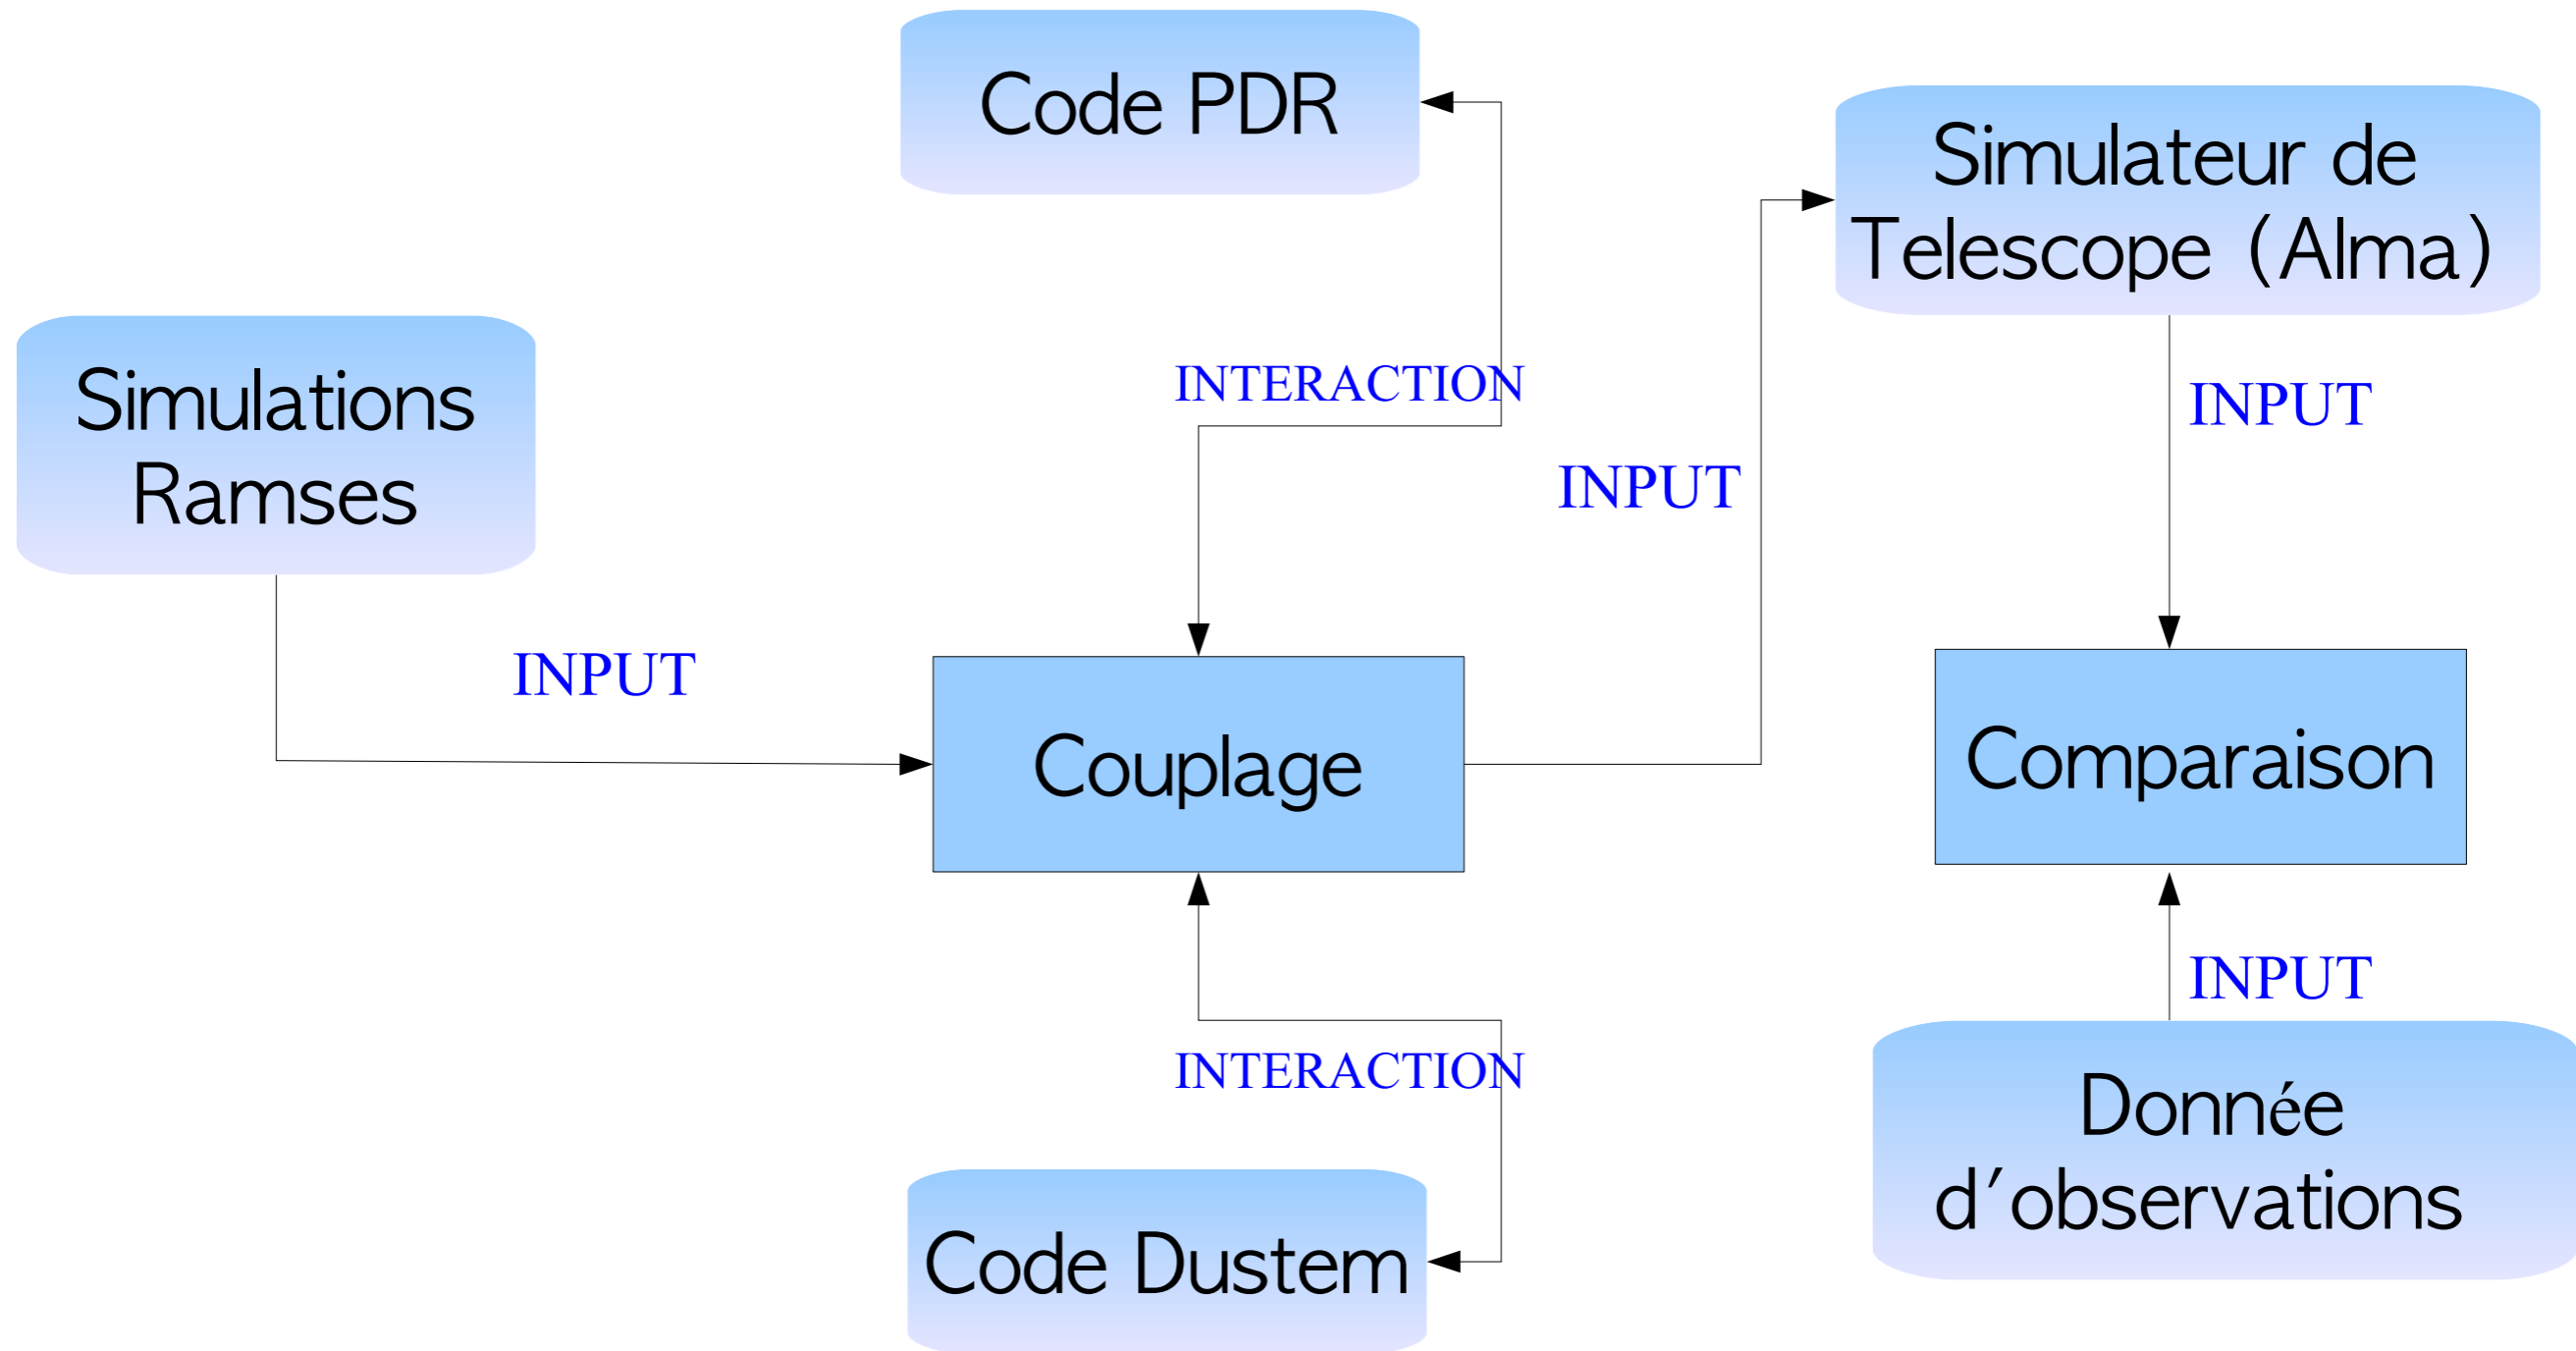 Code PDR
Simulateur de
Telescope (Alma)
Simulations
Ramses
INTERACTION
INPUT
INPUT
INPUT
Couplage
Comparaison
INPUT
INTERACTION
Donnée
d'observations
Code Dustem